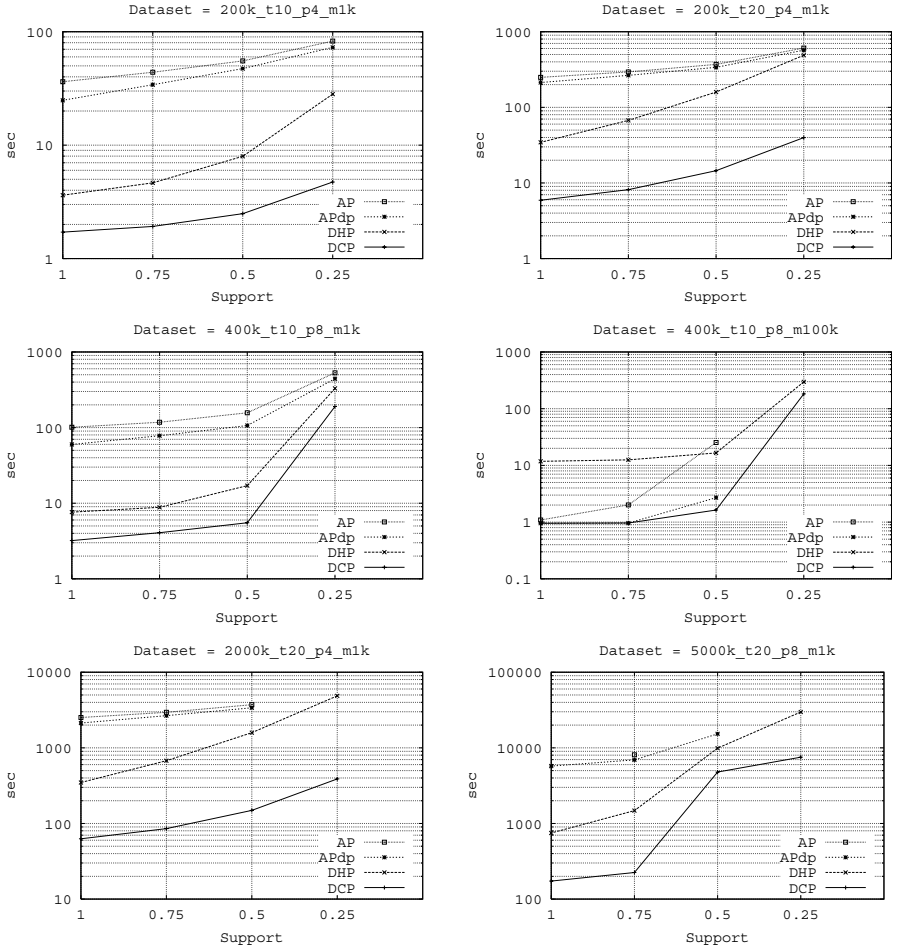 Dataset = 200k_t10_p4_m1k
100
10
1
sec
1 0.75 0.5 0.25
Support
AP
APdp
DHP
DCP
Dataset = 200k_t20_p4_m1k
1000
100
10
1
sec
1 0.75 0.5 0.25
Support
AP
APdp
DHP
DCP
Dataset = 400k_t10_p8_m1k
1000
100
10
1
sec
1 0.75 0.5 0.25
Support
AP
APdp
DHP
DCP
Dataset = 400k_t10_p8_m100k
1000
100
10
1
0.1
sec
1 0.75 0.5 0.25
Support
AP
APdp
DHP
DCP
Dataset = 2000k_t20_p4_m1k
10000
1000
100
10
sec
1 0.75 0.5 0.25
Support
AP
APdp
DHP
DCP
Dataset = 5000k_t20_p8_m1k
100000
10000
1000
100
sec
1 0.75 0.5 0.25
Support
AP
APdp
DHP
DCP